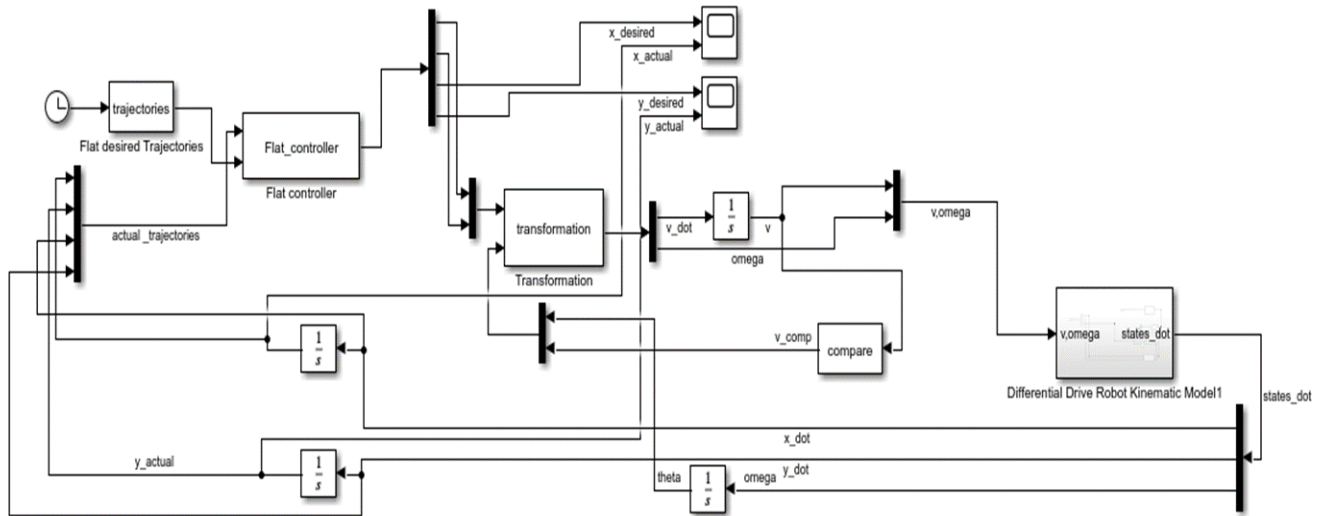 x_desired
x_actual
trajectories
Flat desired Trajectories
y_desired
y_actual
Flat_controller
Flat controller
actual _trajectories
transformation
Transformation
v_dot
1
s
v
omega
v,omega
1
s
v_comp
compare
v,omega
states_dot
Differential Drive Robot Kinematic Model1
states_dot
x_dot
y_actual
1
s
theta
1
s
omega
y_dot